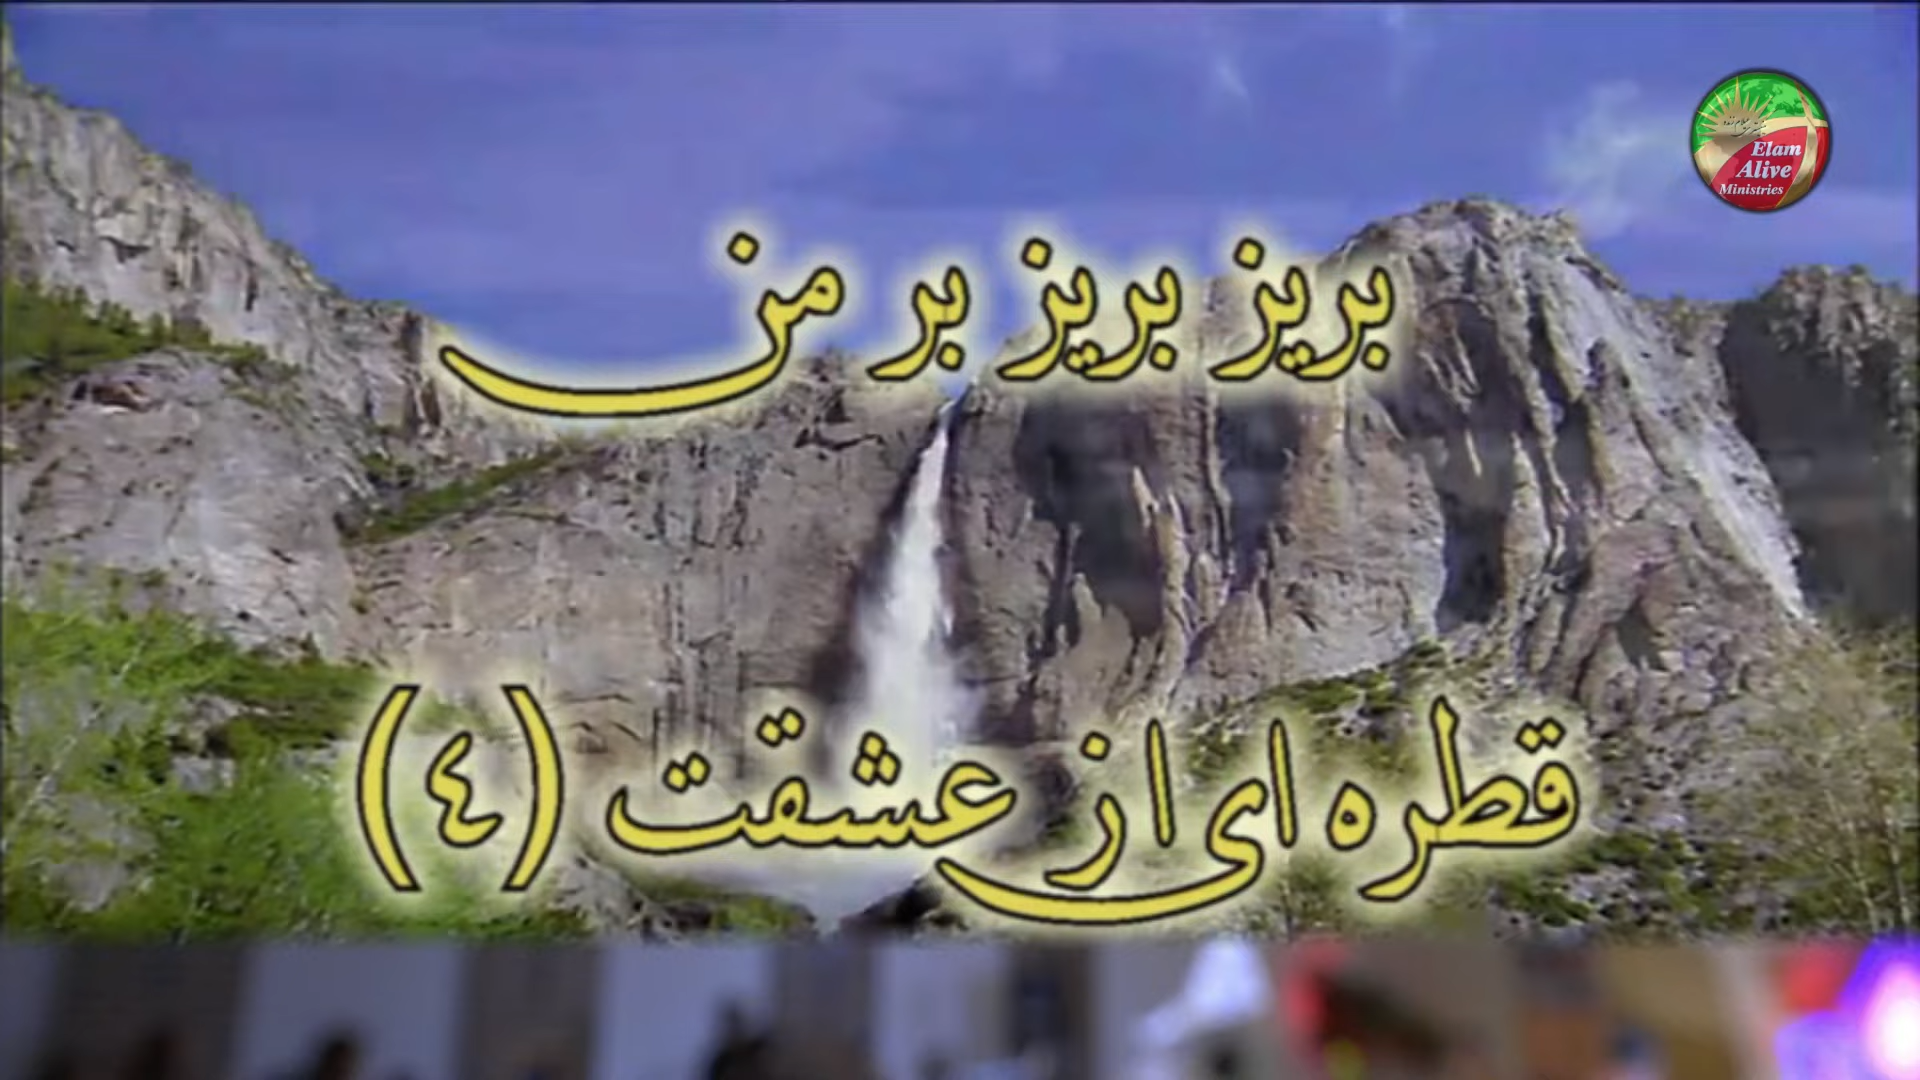 Elam
Alive
Ministries
بریز بریز بر من
قطره ای از عشقت (٤)